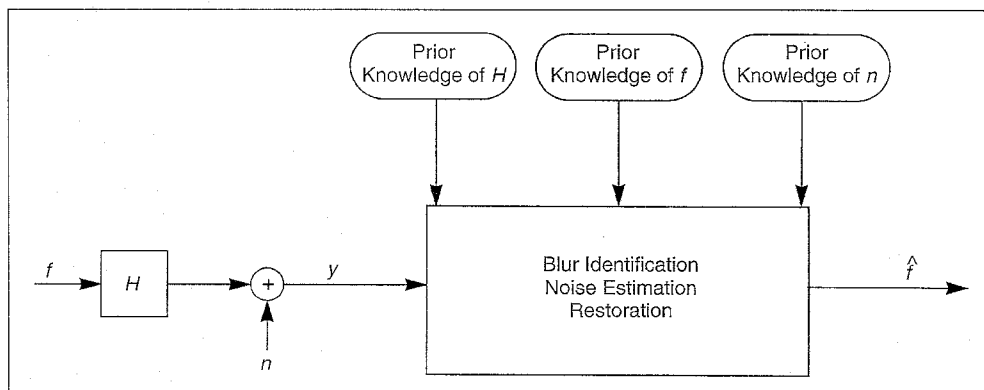 Prior
Knowledge of H
Prior
Knowledge of f
Prior
Knowledge of n
f
H
+
n
y
Blur Identification
Noise Estimation
Restoration
f̂